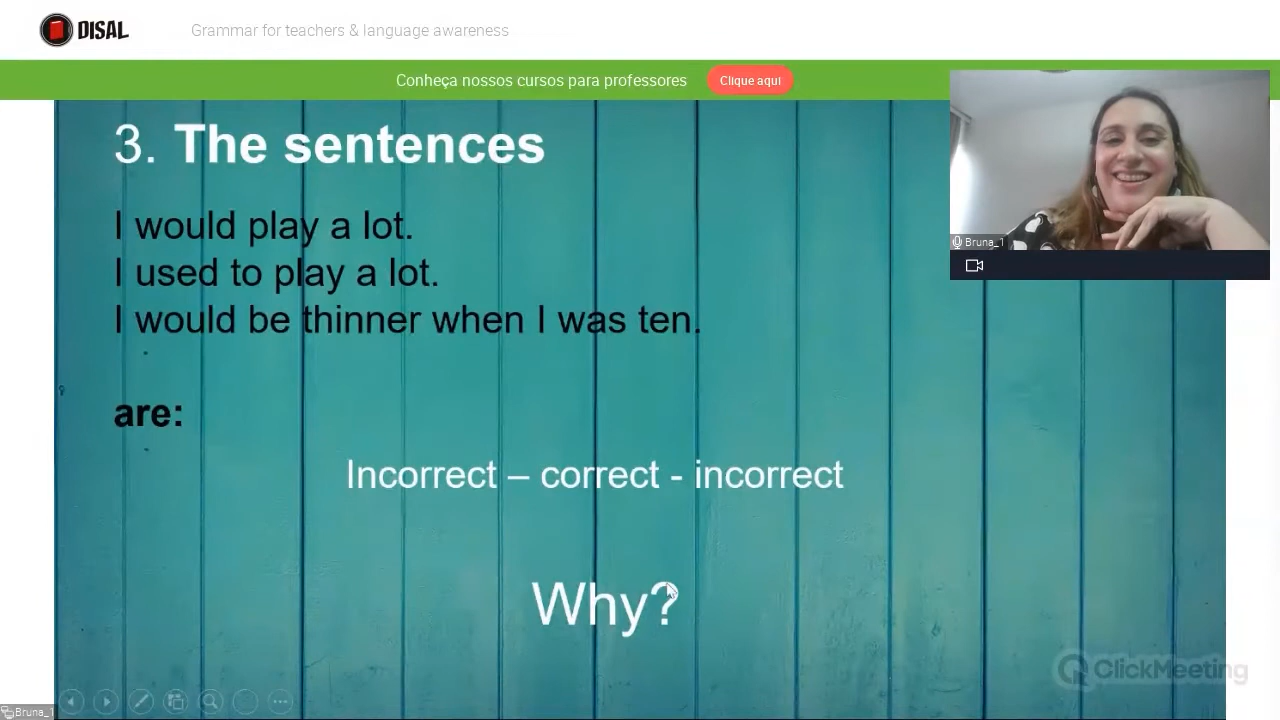 DISAL
Grammar for teachers & language awareness
Conheça nossos cursos para professores
Clique aqui
3. The sentences
I would play a lot.
I used to play a lot.
I would be thinner when I was ten.
are:
Incorrect – correct - incorrect
Why?
Bruna_1
ClickMeeting
Bruna_1